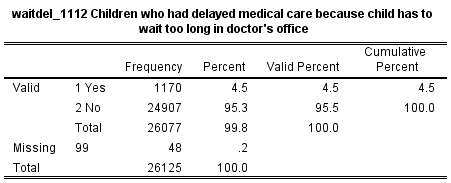 waitdel_1112 Children who had delayed medical care because child has to
wait too long in doctor's office
Frequency Percent Valid Percent Cumulative Percent
Valid 1 Yes 1170 4.5 4.5 4.5
2 No 24907 95.3 95.5 100.0
Total 26077 99.8 100.0
Missing 99 48 .2
Total 26125 100.0